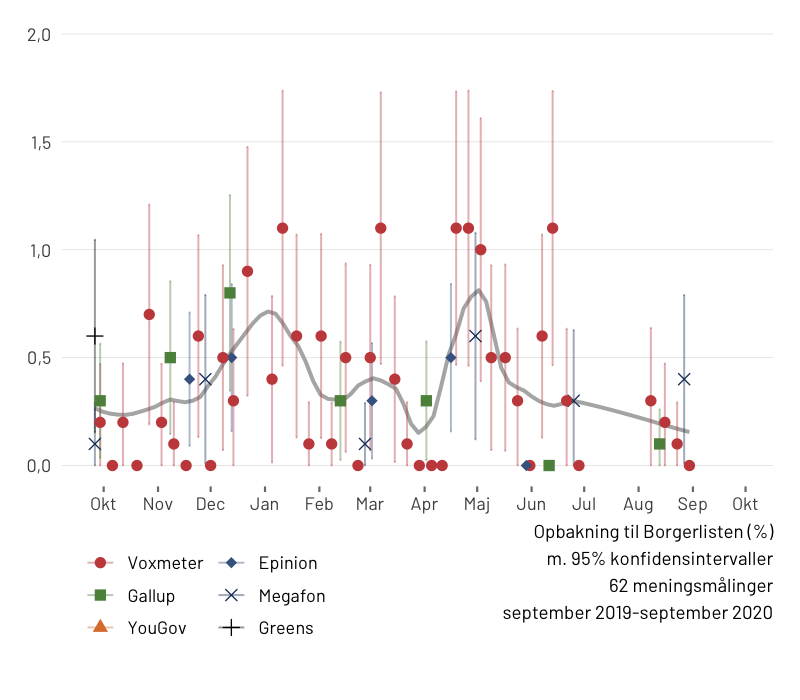 2,0
1,5
1,0
0,5
0,0
Okt Nov Dec Jan Feb Mar Apr Maj Jun Jul Aug Sep Okt
Opbakning til Borgerlisten (%)
m. 95% konfidensintervaller
62 meningsmålinger
september 2019-september 2020
Voxmeter Epinion
Gallup Megafon
YouGov Greens